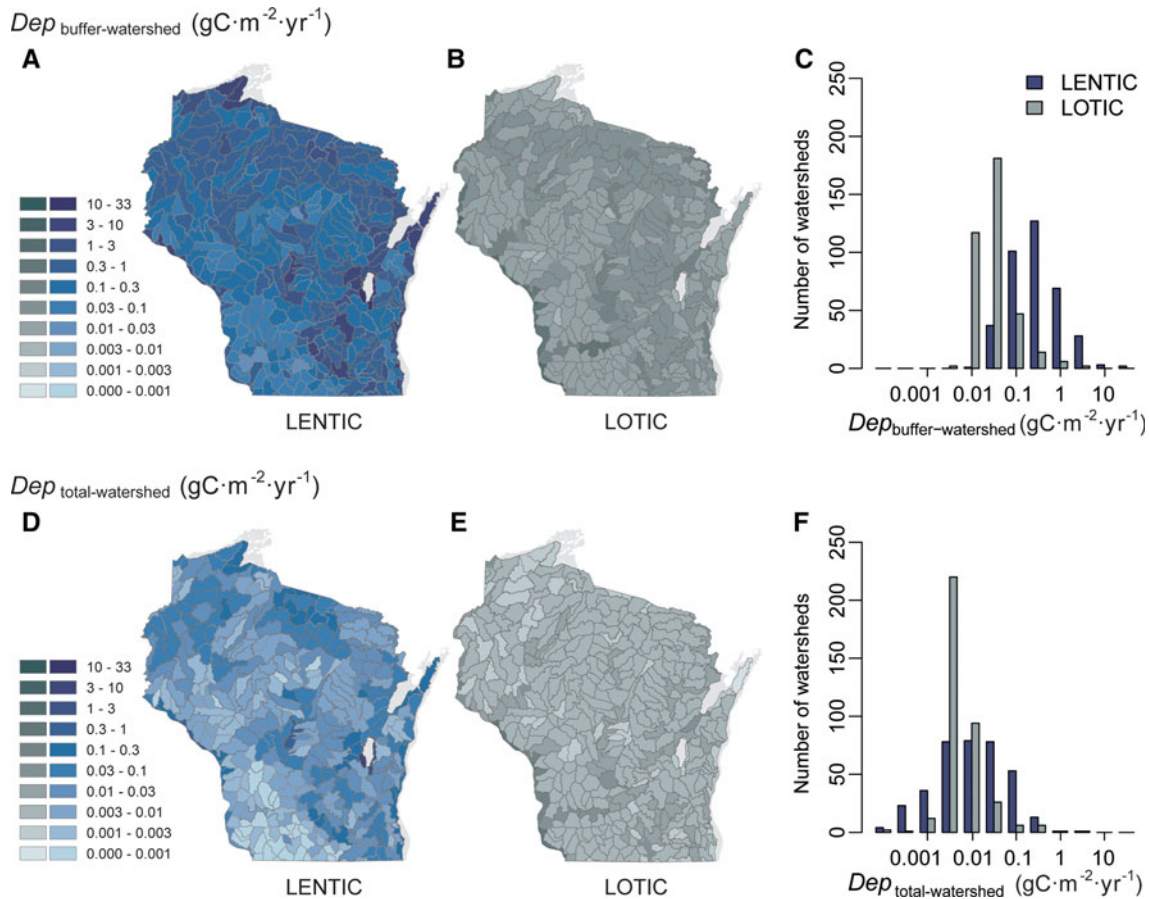 Dep buffer-watershed (gC·m-2·yr-1)
A
B
C
10 - 33
3 - 10
1 - 3
0.3 - 1
0.1 - 0.3
0.03 - 0.1
0.01 - 0.03
0.003 - 0.01
0.001 - 0.003
0.000 - 0.001
LENTIC
LOTIC
LENTIC
LOTIC
Number of watersheds
250
200
150
100
50
0
0.001 0.01 0.1 1 10
Dep buffer−watershed (gC·m-2·yr-1)
Dep total-watershed (gC·m-2·yr-1)
D
E
F
10 - 33
3 - 10
1 - 3
0.3 - 1
0.1 - 0.3
0.03 - 0.1
0.01 - 0.03
0.003 - 0.01
0.001 - 0.003
0.000 - 0.001
LENTIC
LOTIC
Number of watersheds
250
200
150
100
50
0
0.001 0.01 0.1 1 10
Dep total-watershed (gC·m-2·yr-1)